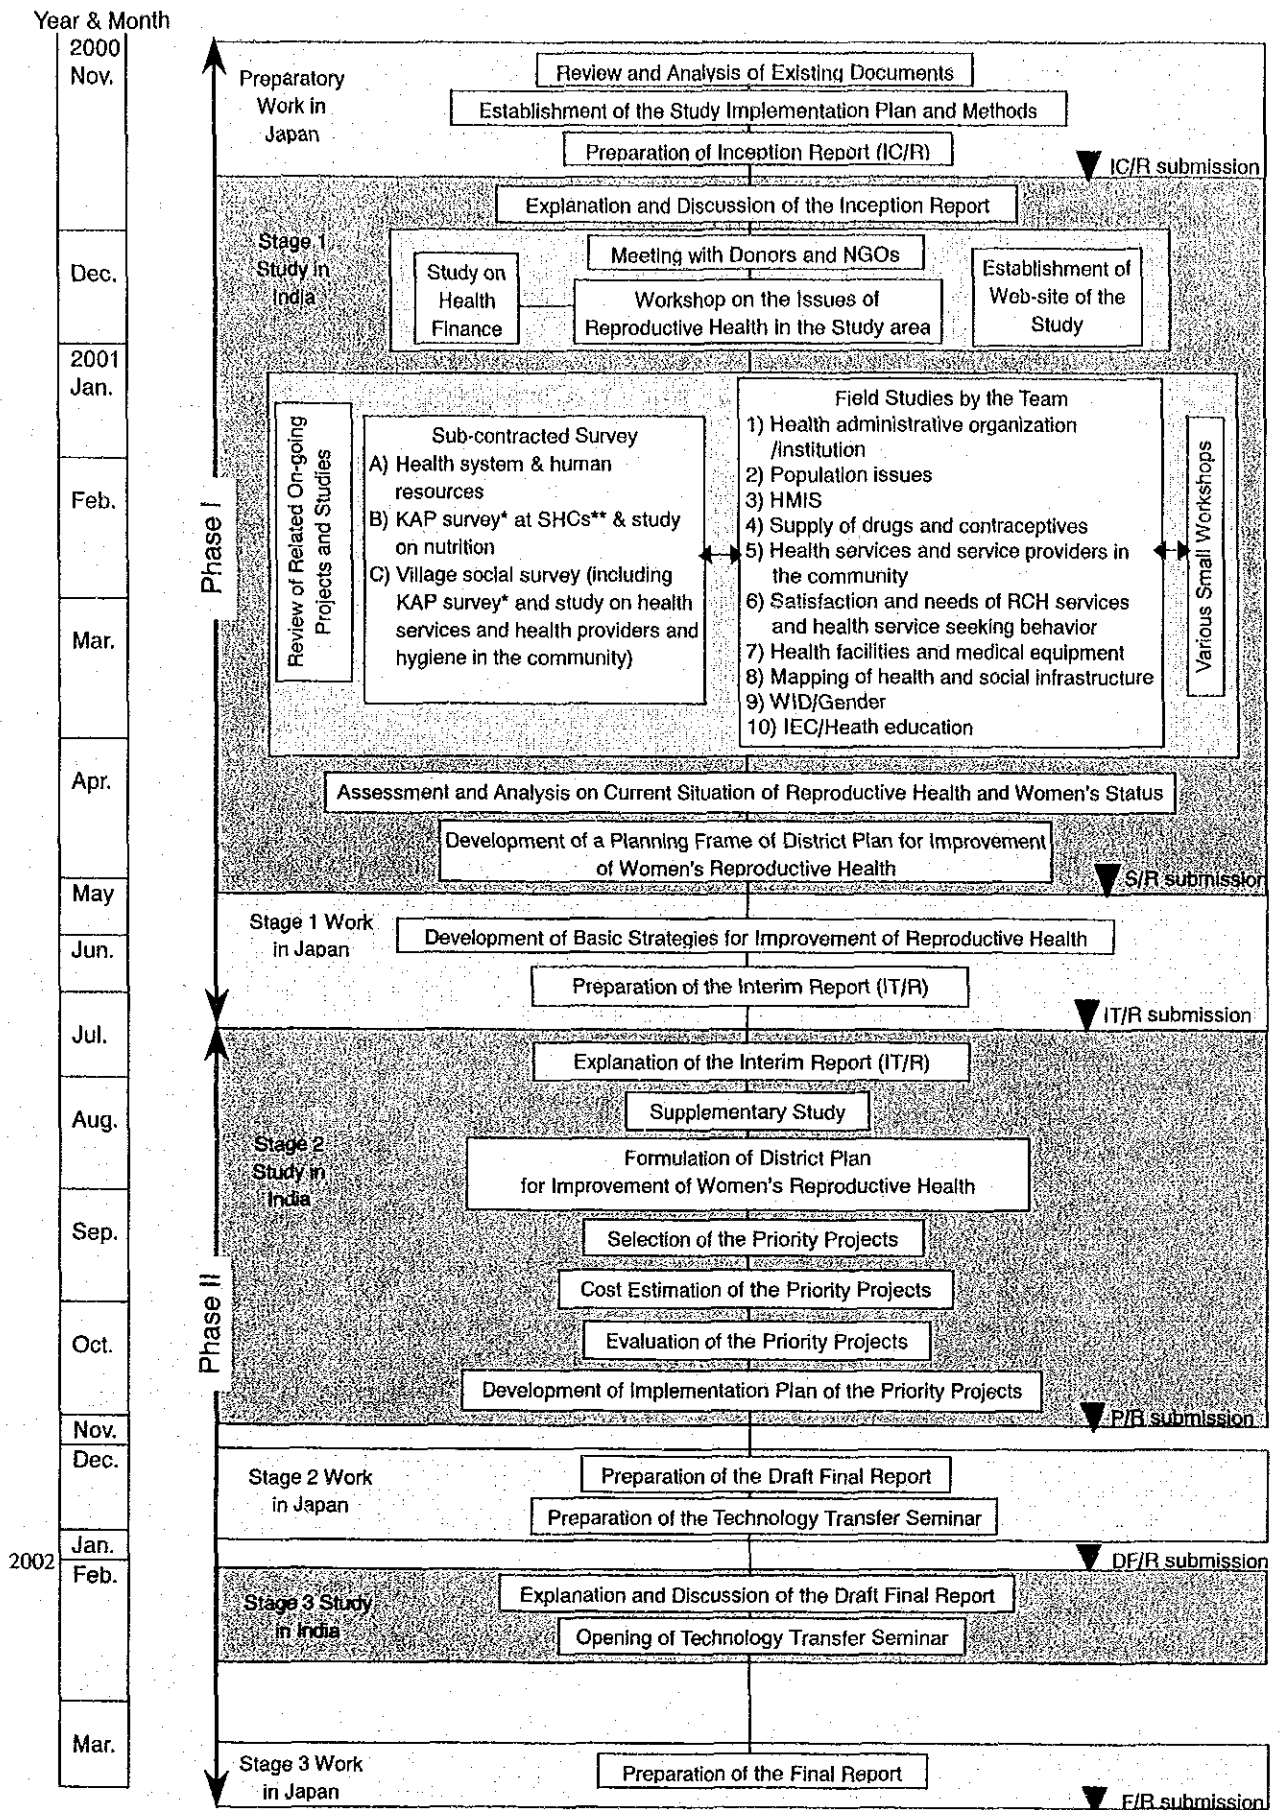 Year & Month
2000
Nov.
Dec.
2001
Jan.
Feb.
Mar.
Apr.
May
Jun.
Jul.
Aug.
Sep.
Oct.
Nov.
Dec.
Jan.
2002
Feb.
Mar.
Phase I
Phase II
Preparatory
Work in
Japan
Review and Analysis of Existing Documents
Establishment of the Study Implementation Plan and Methods
Preparation of Inception Report (IC/R)
IC/R submission
Stage 1
Study in
India
Explanation and Discussion of the Inception Report
Study on
Health
Finance
Meeting with Donors and NGOs
Workshop on the Issues of
Reproductive Health in the Study area
Establishment of
Web-site of the
Study
Review of Related On-going
Projects and Studies
Sub-contracted Survey
A) Health system & human
resources
B) KAP survey* at SHCs** & study
on nutrition
C) Village social survey (including
KAP survey* and study on health
services and health providers and
hygiene in the community)
Field Studies by the Team
1) Health administrative organization
/institution
2) Population issues
3) HMIS
4) Supply of drugs and contraceptives
5) Health services and service providers in
the community
6) Satisfaction and needs of RCH services
and health service seeking behavior
7) Health facilities and medical equipment
8) Mapping of health and social infrastructure
9) WID/Gender
10) IEC/Heath education
Various Small Workshops
Assessment and Analysis on Current Situation of Reproductive Health and Women's Status
Development of a Planning Frame of District Plan for Improvement
of Women's Reproductive Health
S/R submission
Stage 1 Work
in Japan
Development of Basic Strategies for Improvement of Reproductive Health
Preparation of the Interim Report (IT/R)
IT/R submission
Stage 2
Study in
India
Explanation of the Interim Report (IT/R)
Supplementary Study
Formulation of District Plan
for Improvement of Women's Reproductive Health
Selection of the Priority Projects
Cost Estimation of the Priority Projects
Evaluation of the Priority Projects
Development of Implementation Plan of the Priority Projects
P/R submission
Stage 2 Work
in Japan
Preparation of the Draft Final Report
Preparation of the Technology Transfer Seminar
DF/R submission
Stage 3 Study
in India
Explanation and Discussion of the Draft Final Report
Opening of Technology Transfer Seminar
Stage 3 Work
in Japan
Preparation of the Final Report
F/R submission